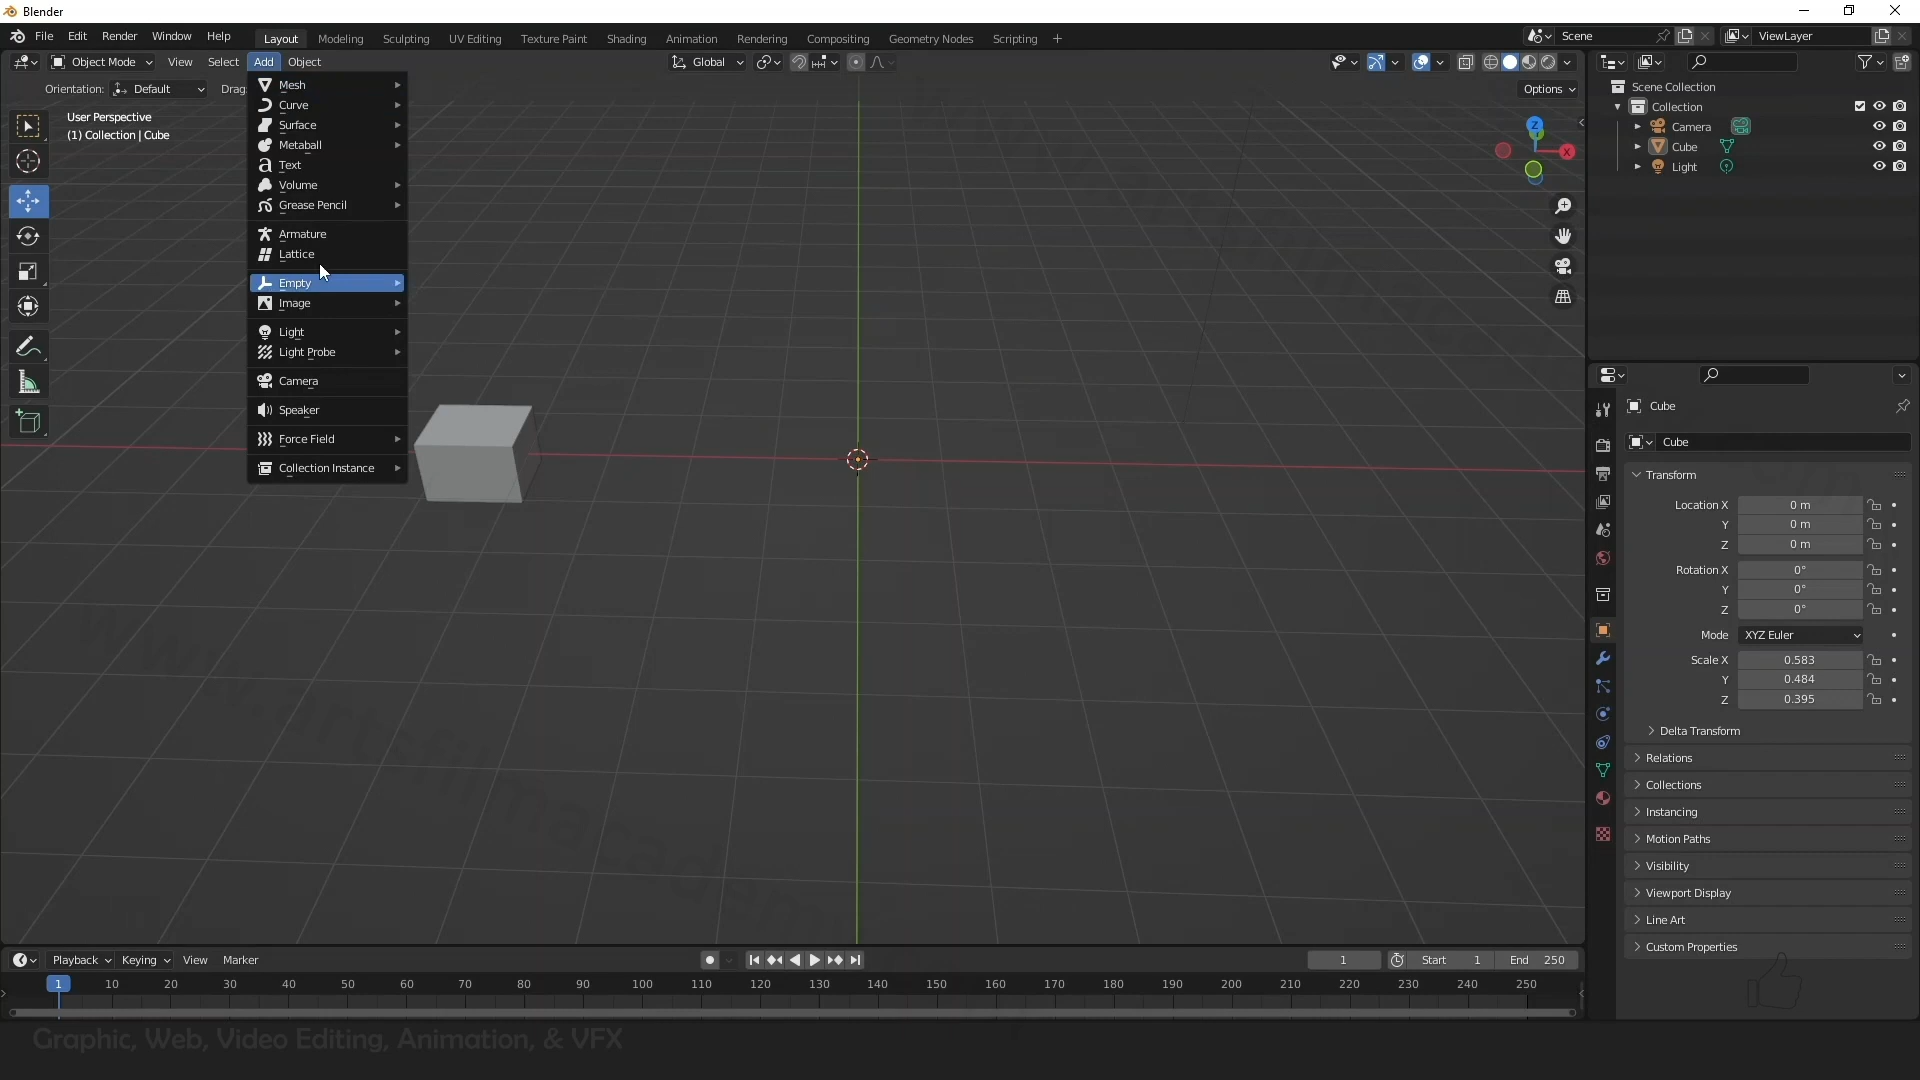 Blender
File Edit Render Window Help
Layout Modeling Sculpting UV Editing Texture Paint Shading Animation Rendering Compositing Geometry Nodes Scripting +
Scene
ViewLayer
Object Mode View Select Add Object
Global
Orientation: Default Drag:
Options
User Perspective
(1) Collection | Cube
Mesh
Curve
Surface
Metaball
Text
Volume
Grease Pencil
Armature
Lattice
Empty
Image
Light
Light Probe
Camera
Speaker
Force Field
Collection Instance
Z
X
Scene Collection
Collection
Camera
Cube
Light
Cube
Cube
Transform
Location X 0 m
Y 0 m
Z 0 m
Rotation X 0°
Y 0°
Z 0°
Mode XYZ Euler
Scale X 0.583
Y 0.484
Z 0.395
Delta Transform
Relations
Collections
Instancing
Motion Paths
Visibility
Viewport Display
Line Art
Custom Properties
Playback Keying View Marker
1 Start 1 End 250
1 10 20 30 40 50 60 70 80 90 100 110 120 130 140 150 160 170 180 190 200 210 220 230 240 250
Graphic, Web, Video Editing, Animation, & VFX